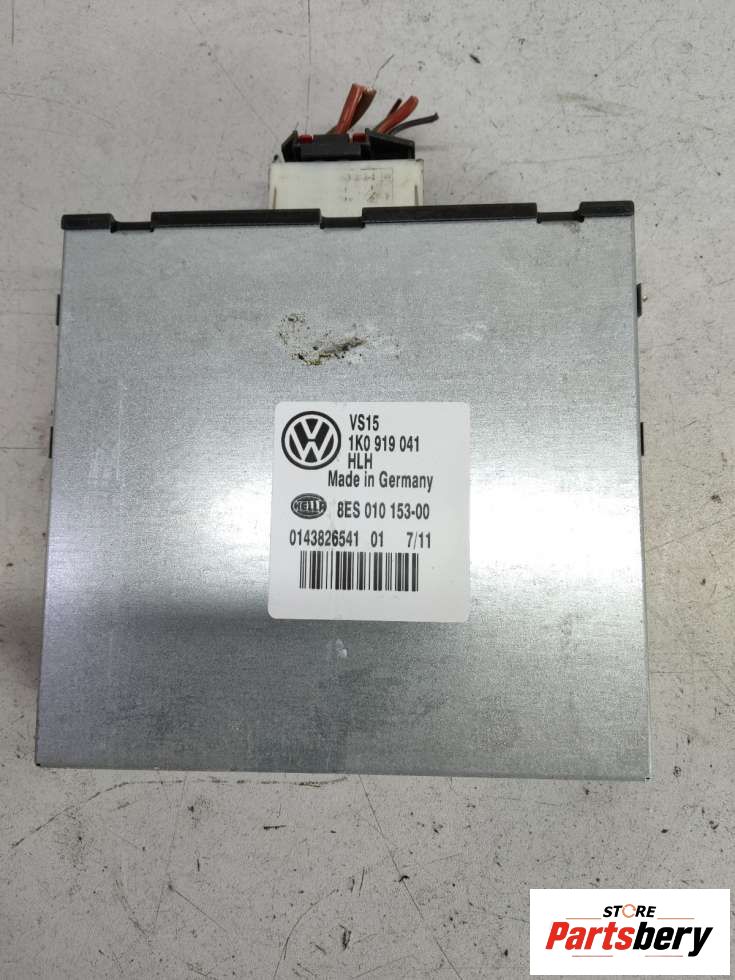 VS15
1K0 919 041
HLH
Made in Germany
HELLA 8ES 010 153-00
0143826541 01 7/11
STORE
Partsbery